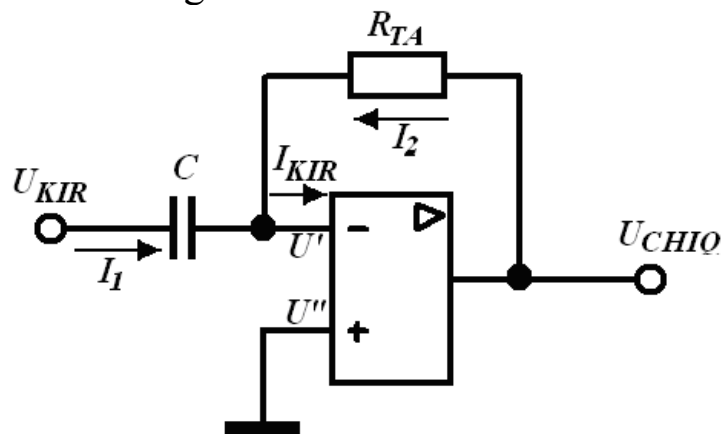 R_TA
I_2
C
I_KIR
U_KIR
I_1
U'
-
U_CHIQ
U"
+